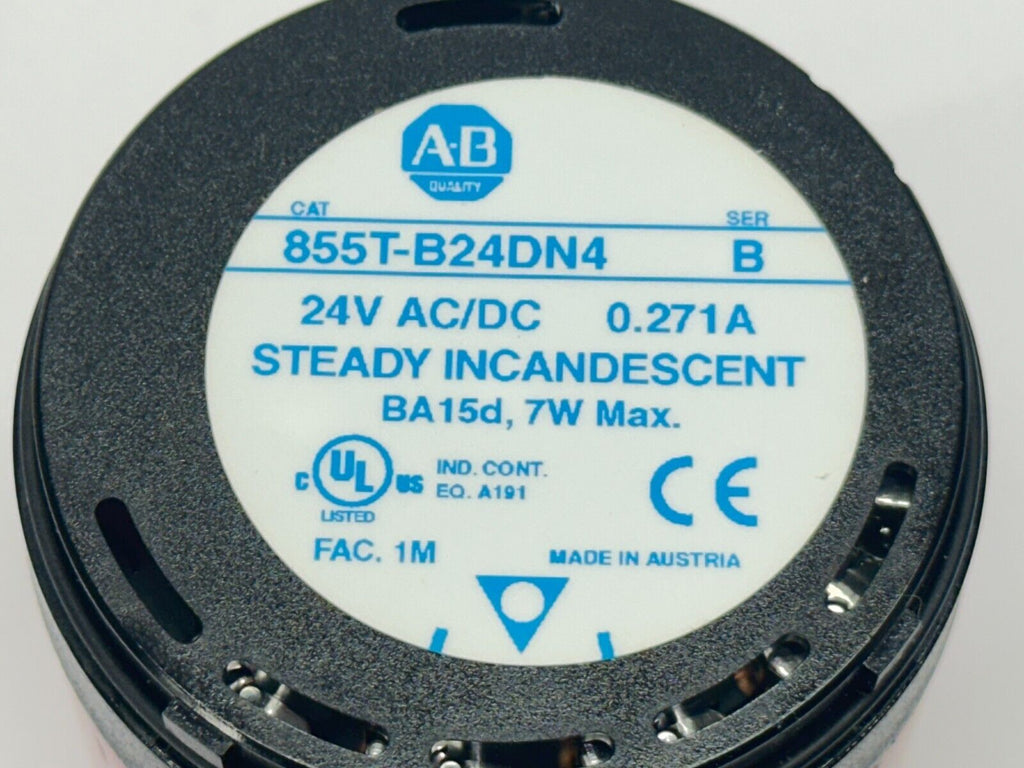 A-B
QUALITY
CAT SER
855T-B24DN4 B
24V AC/DC 0.271A
STEADY INCANDESCENT
BA15d, 7W Max.
C UL US IND. CONT.
EQ. A191
LISTED
CE
FAC. 1M MADE IN AUSTRIA